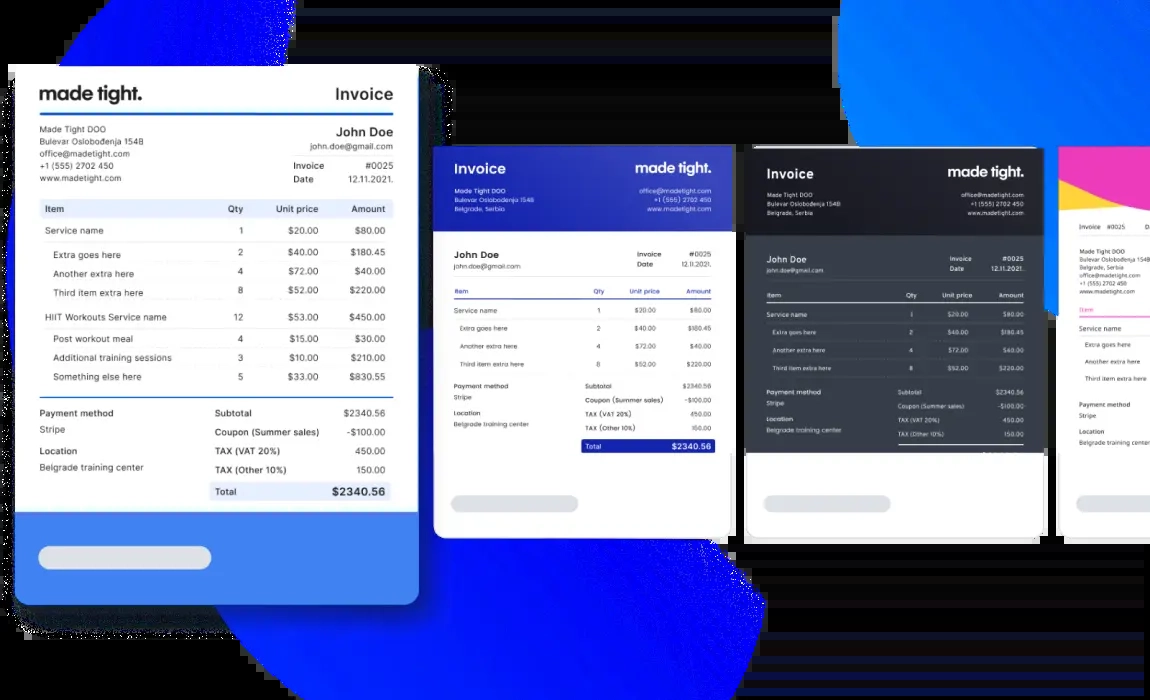 made tight. Invoice
Made Tight DOO
Bulevar Oslobođenja 154B
office@madetight.com
+1 (555) 2702 450
www.madetight.com
John Doe
john.doe@gmail.com
Invoice #0025
Date 12.11.2021.
Item Qty Unit price Amount
Service name 1 $20.00 $80.00
Extra goes here 2 $40.00 $180.45
Another extra here 4 $72.00 $40.00
Third item extra here 8 $52.00 $220.00
HIIT Workouts Service name 12 $53.00 $450.00
Post workout meal 4 $15.00 $30.00
Additional training sessions 3 $10.00 $210.00
Something else here 5 $33.00 $830.55
Payment method
Stripe
Location
Belgrade training center
Subtotal $2340.56
Coupon (Summer sales) -$100.00
TAX (VAT 20%) 450.00
TAX (Other 10%) 150.00
Total $2340.56
Invoice made tight.
Made Tight DOO
Bulevar Oslobođenja 154B
Belgrade, Serbia
office@madetight.com
+1 (555) 2702 450
www.madetight.com
John Doe
john.doe@gmail.com
Invoice #0025
Date 12.11.2021.
Item Qty Unit price Amount
Service name 1 $20.00 $80.00
Extra goes here 2 $40.00 $180.45
Another extra here 4 $72.00 $40.00
Third item extra here 8 $52.00 $220.00
Payment method
Stripe
Location
Belgrade training center
Subtotal $2340.56
Coupon (Summer sales) -$100.00
TAX (VAT 20%) 450.00
TAX (Other 10%) 150.00
Total $2340.56
Invoice made tight.
Made Tight DOO
Bulevar Oslobođenja 154B
Belgrade, Serbia
office@madetight.com
+1 (555) 2702 450
www.madetight.com
John Doe
john.doe@gmail.com
Invoice #0025
Date 12.11.2021.
Item Qty Unit price Amount
Service name 1 $20.00 $80.00
Extra goes here 2 $40.00 $180.45
Another extra here 4 $72.00 $40.00
Third item extra here 8 $52.00 $220.00
Payment method
Stripe
Location
Belgrade training center
Subtotal $2340.56
Coupon (Summer sales) -$100.00
TAX (VAT 20%) 450.00
TAX (Other 10%) 150.00
Invoice #0025 D
Made Tight DOO
Bulevar Oslobođenja 154B
Belgrade, Serbia
office@madetight.com
+1 (555) 2702 450
www.madetight.com
Item
Service name
Extra goes here
Another extra here
Third item extra here
Payment method
Stripe
Location
Belgrade training center